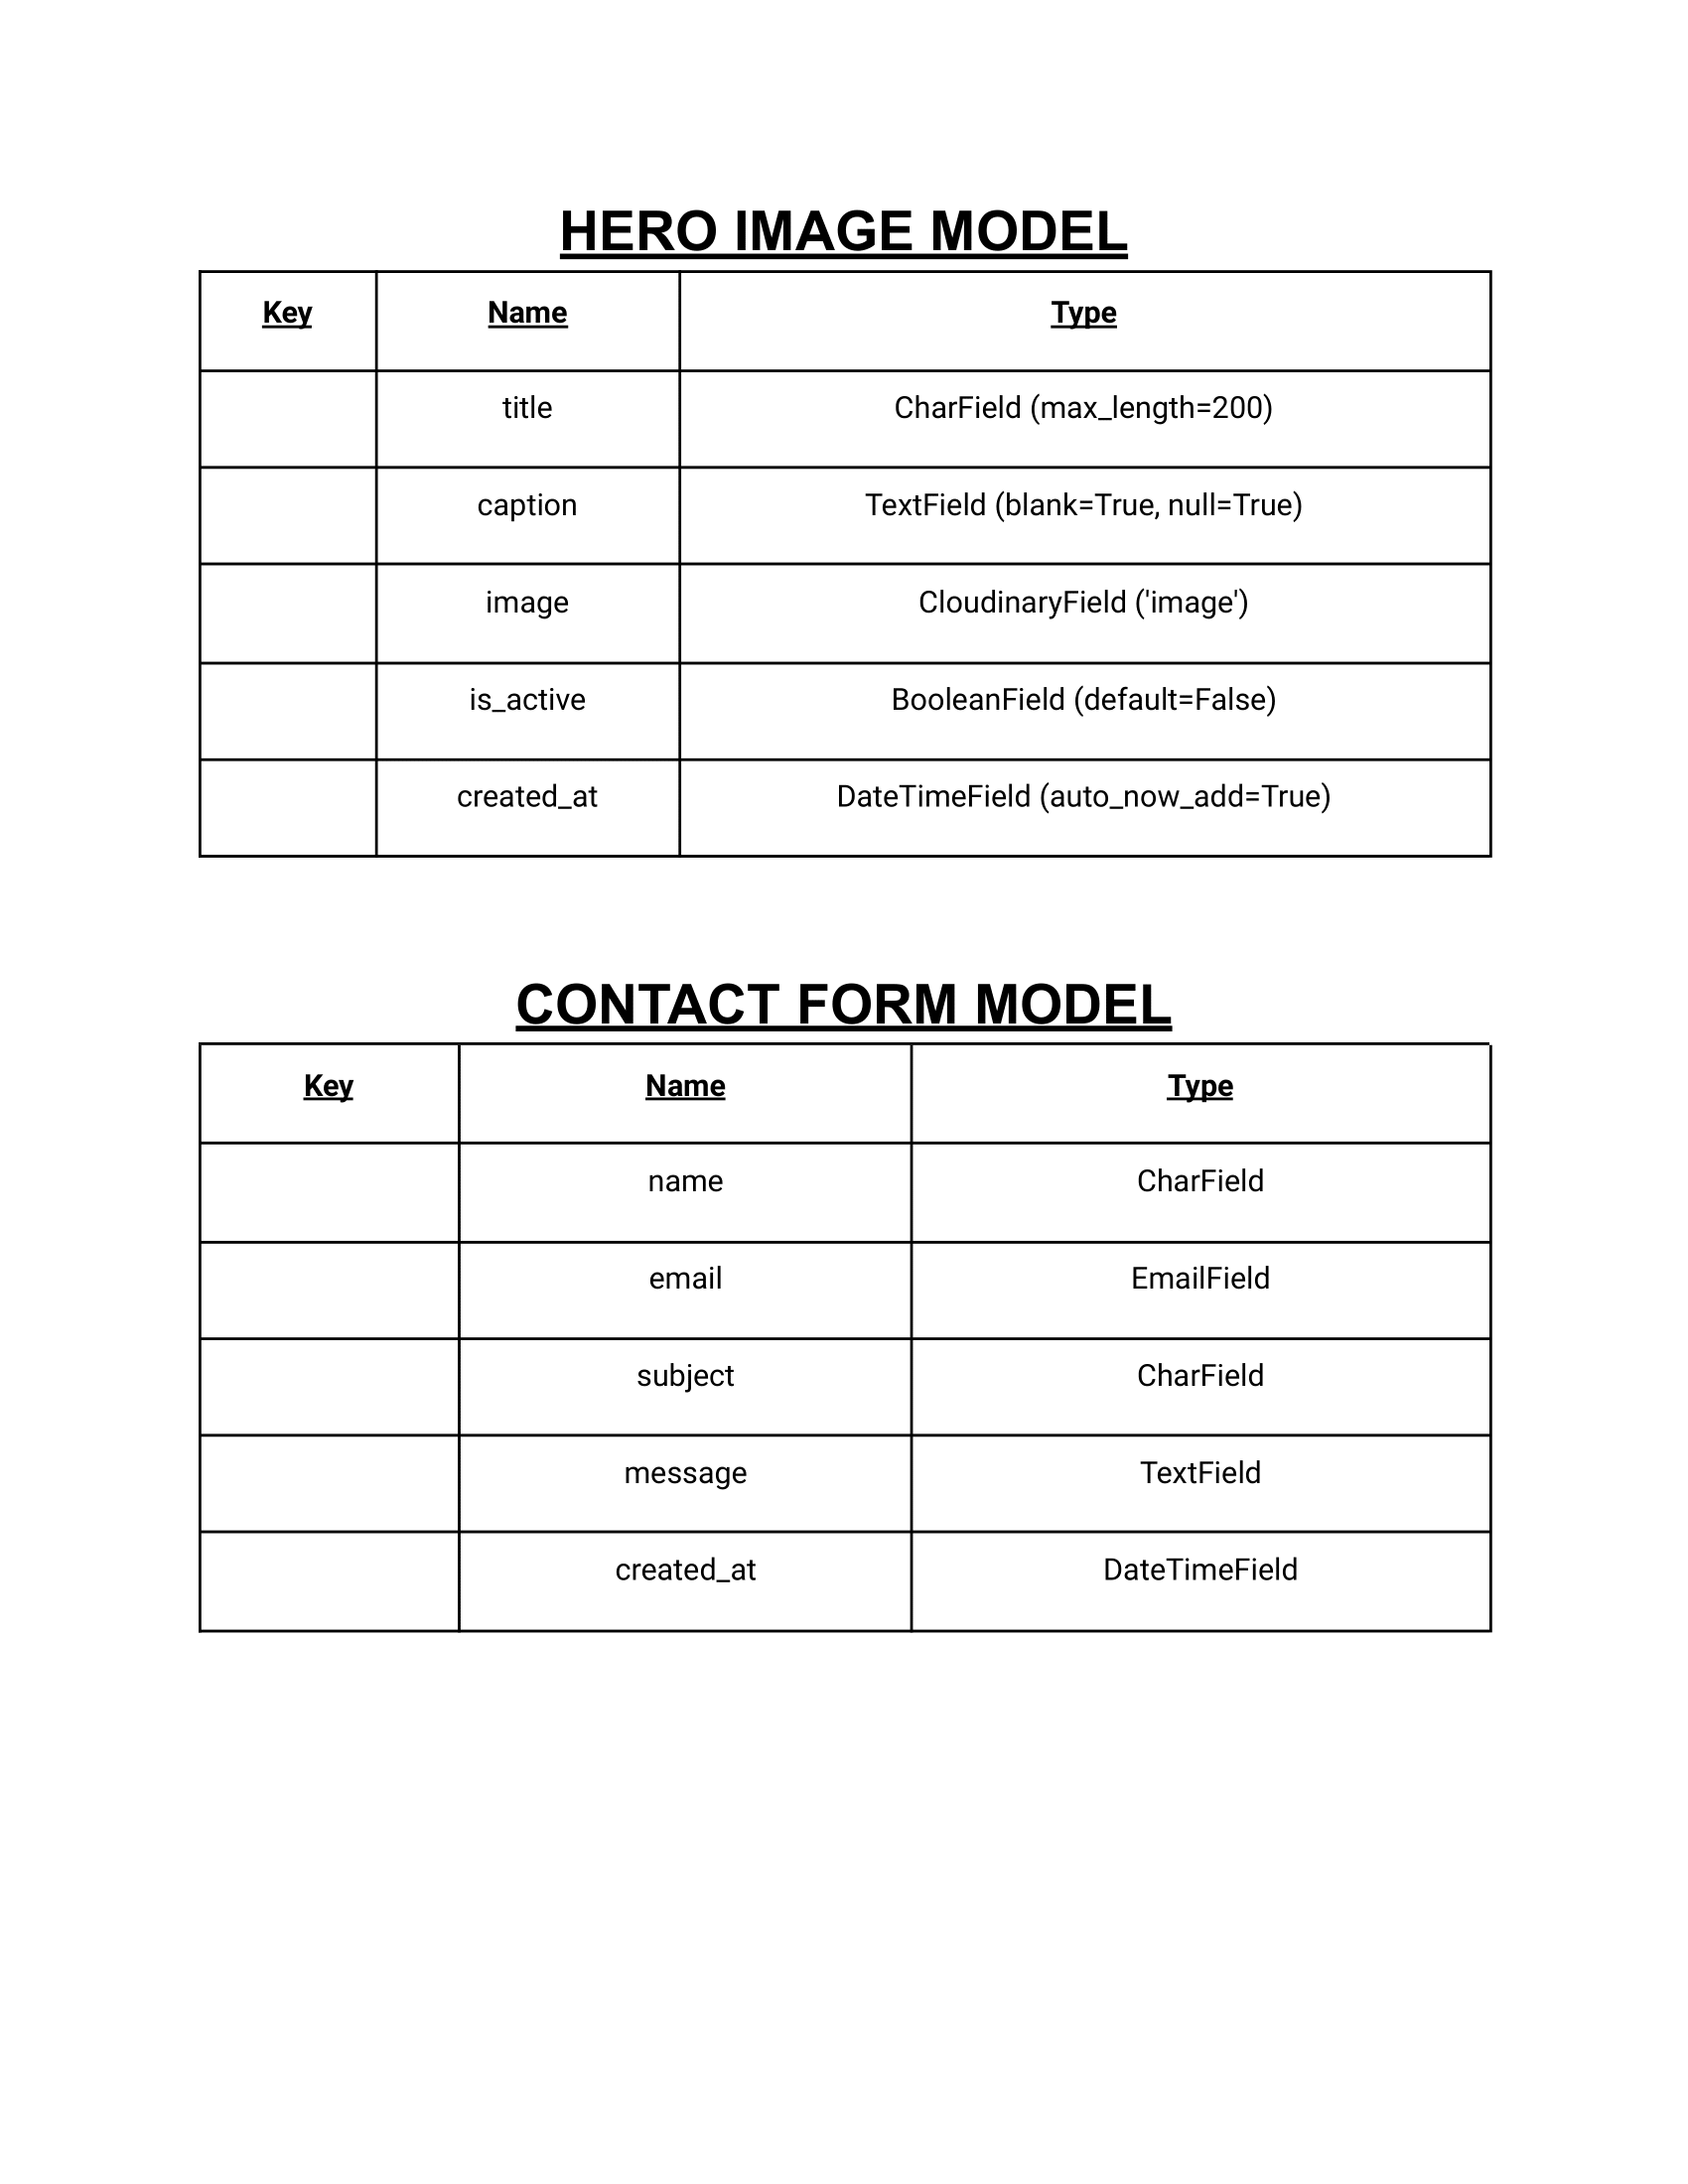 HERO IMAGE MODEL
Key Name Type
title CharField (max_length=200)
caption TextField (blank=True, null=True)
image CloudinaryField ('image')
is_active BooleanField (default=False)
created_at DateTimeField (auto_now_add=True)
CONTACT FORM MODEL
Key Name Type
name CharField
email EmailField
subject CharField
message TextField
created_at DateTimeField